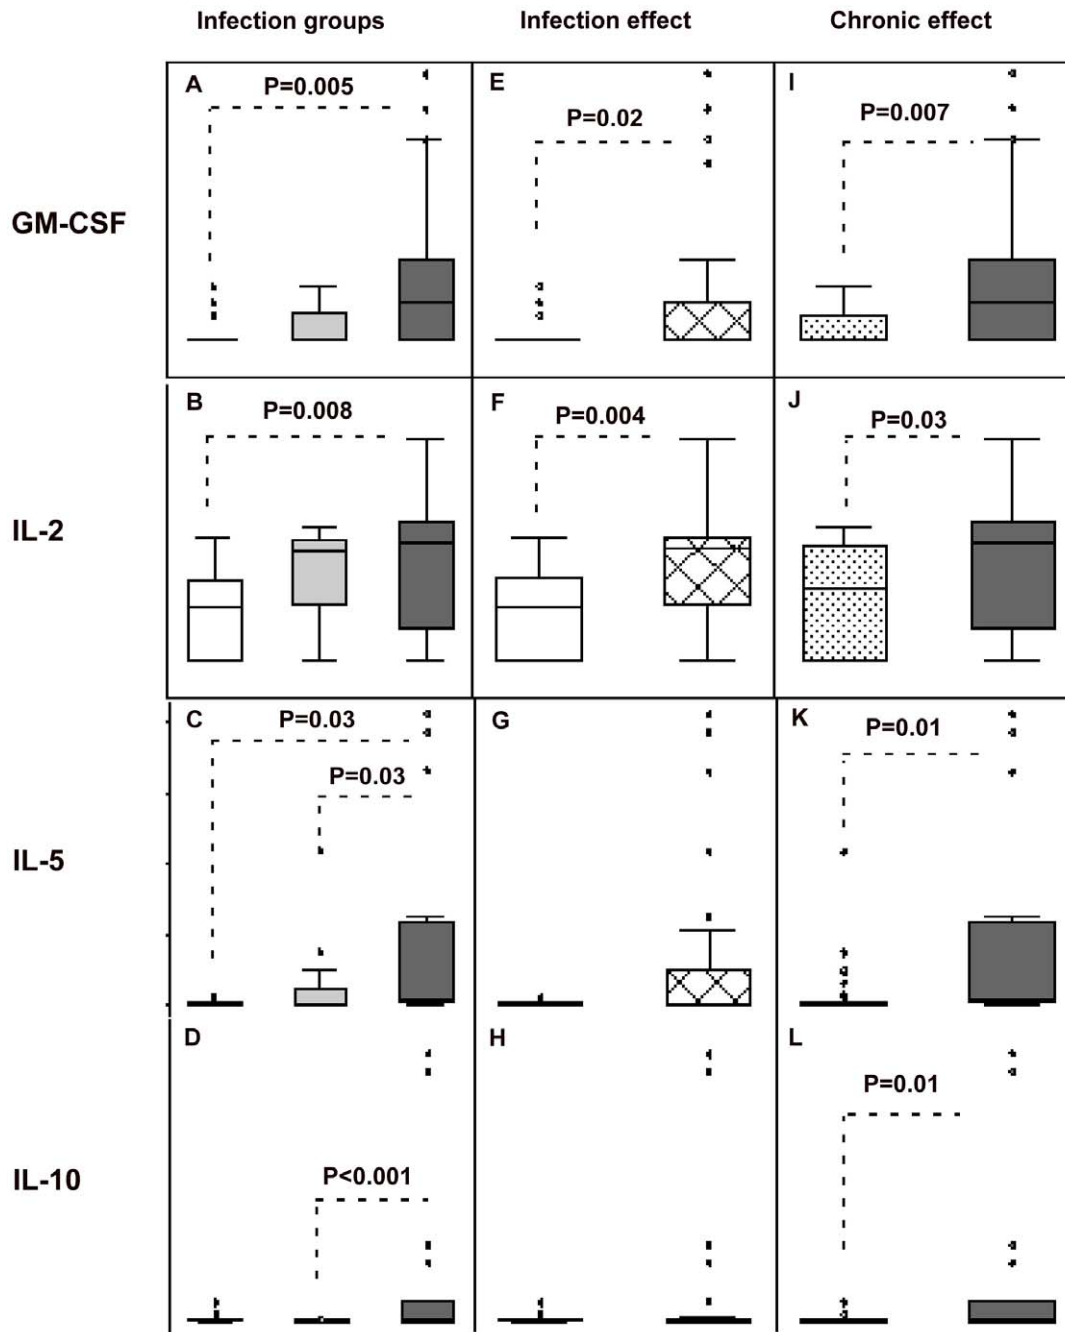 Infection groups Infection effect Chronic effect
A P=0.005 E P=0.02 I P=0.007
GM-CSF
B P=0.008 F P=0.004 J P=0.03
IL-2
C P=0.03 G K P=0.01
P=0.03
IL-5
D H L
P=0.01
IL-10
P<0.001